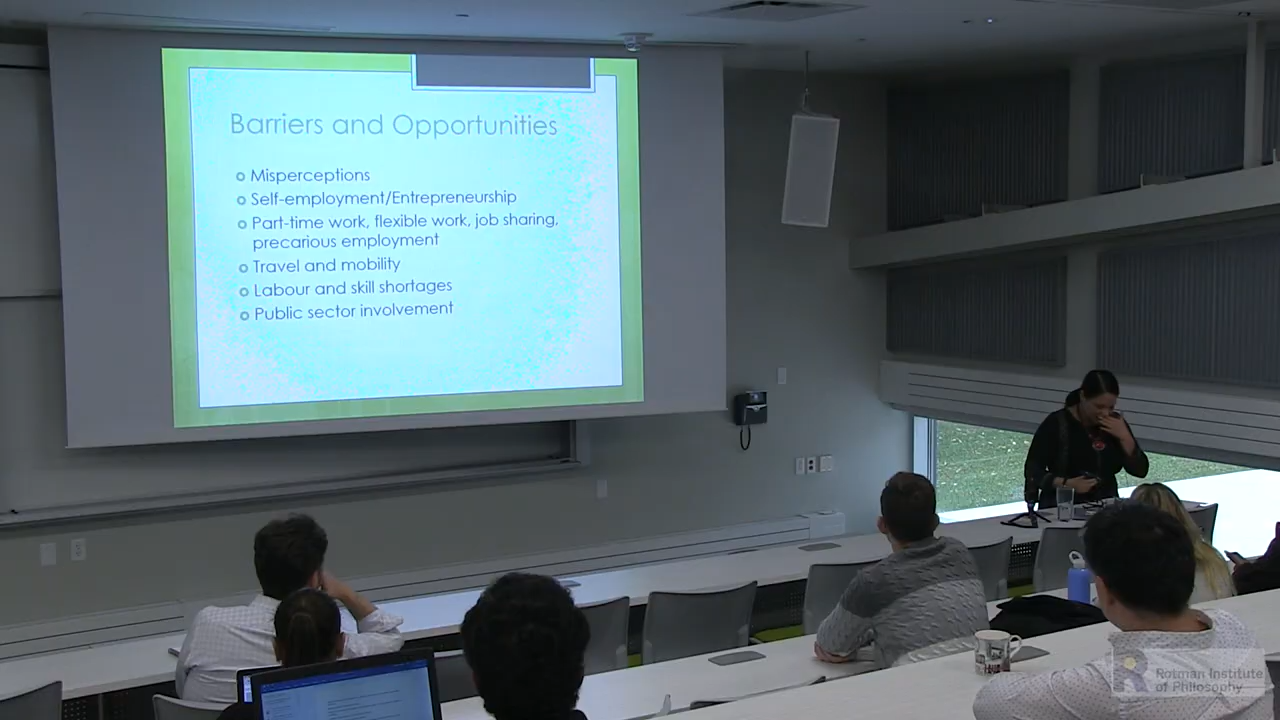 Barriers and Opportunities
Misperceptions
Self-employment/Entrepreneurship
Part-time work, flexible work, job sharing,
precarious employment
Travel and mobility
Labour and skill shortages
Public sector involvement
Rotman Institute
of Philosophy